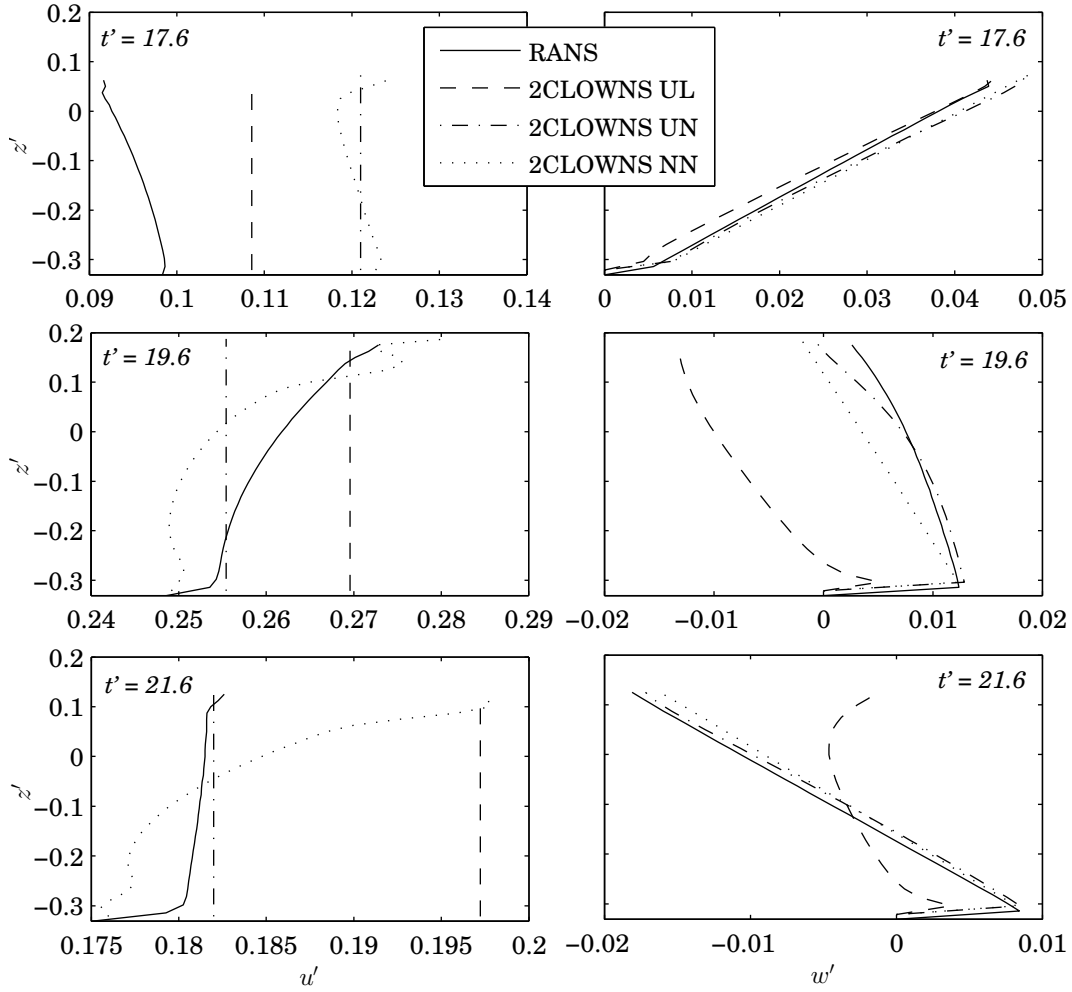 t' = 17.6
0.2
0.1
0
−0.1
−0.2
−0.3
z'
0.09 0.1 0.11 0.12 0.13 0.14
RANS
2CLOWNS UL
2CLOWNS UN
2CLOWNS NN
t' = 17.6
0 0.01 0.02 0.03 0.04 0.05
t' = 19.6
0.2
0.1
0
−0.1
−0.2
−0.3
z'
0.24 0.25 0.26 0.27 0.28 0.29
t' = 19.6
−0.02 −0.01 0 0.01 0.02
t' = 21.6
0.2
0.1
0
−0.1
−0.2
−0.3
z'
0.175 0.18 0.185 0.19 0.195 0.2
u'
t' = 21.6
−0.02 −0.01 0 0.01
w'